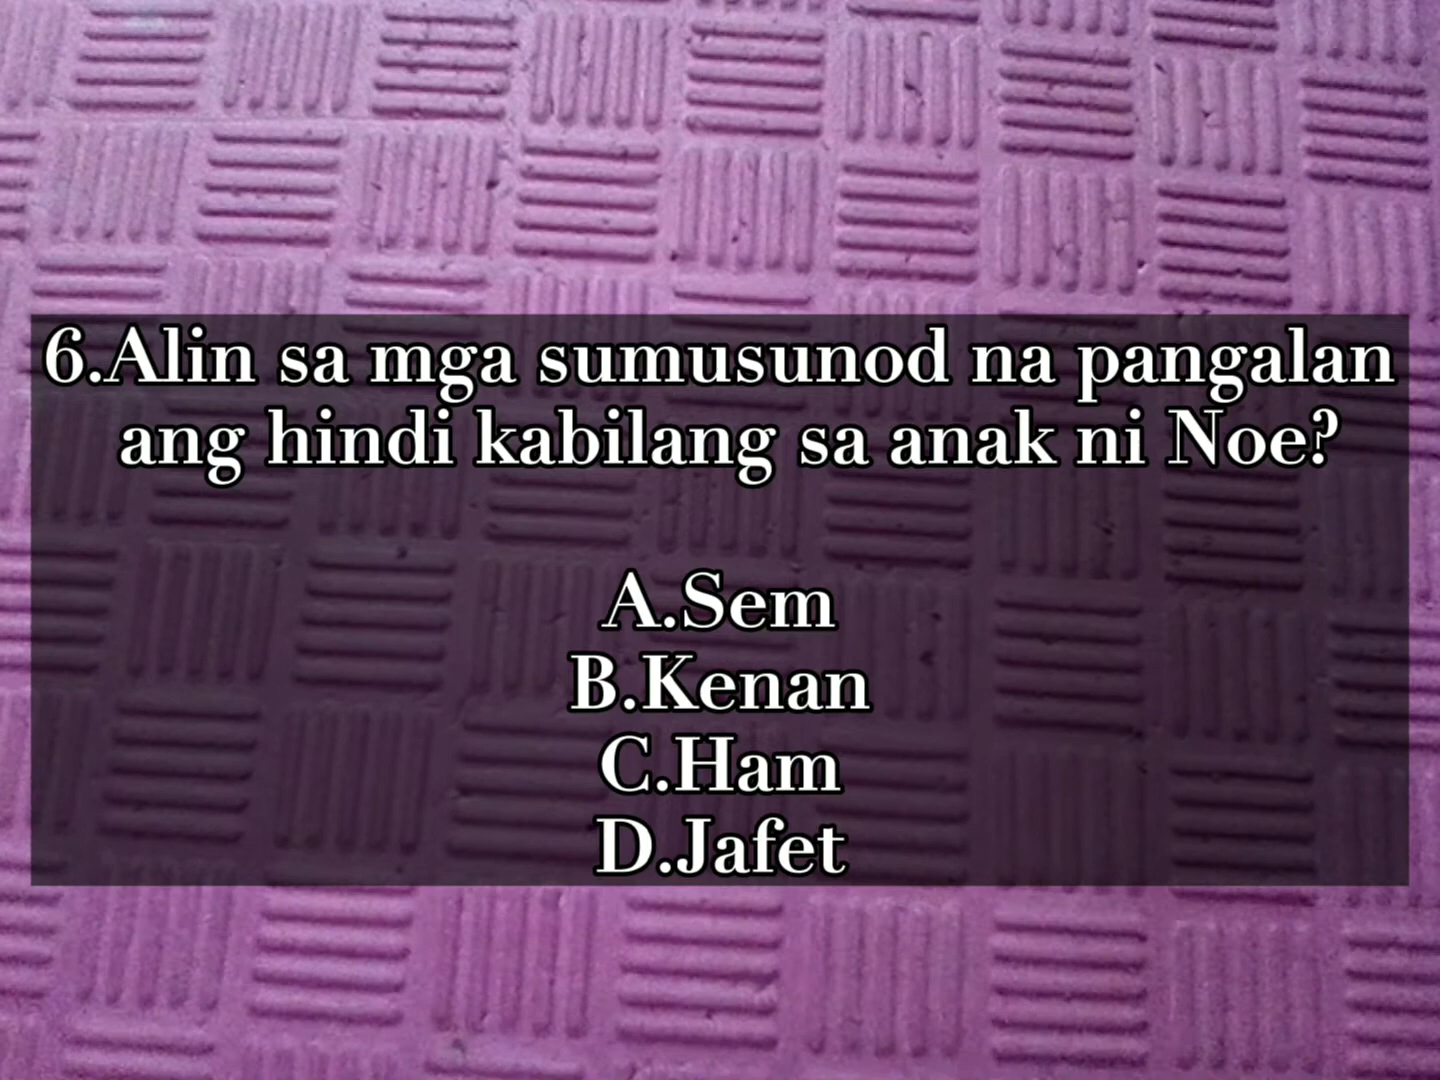 6.Alin sa mga sumusunod na pangalan
ang hindi kabilang sa anak ni Noe?
A.Sem
B.Kenan
C.Ham
D.Jafet